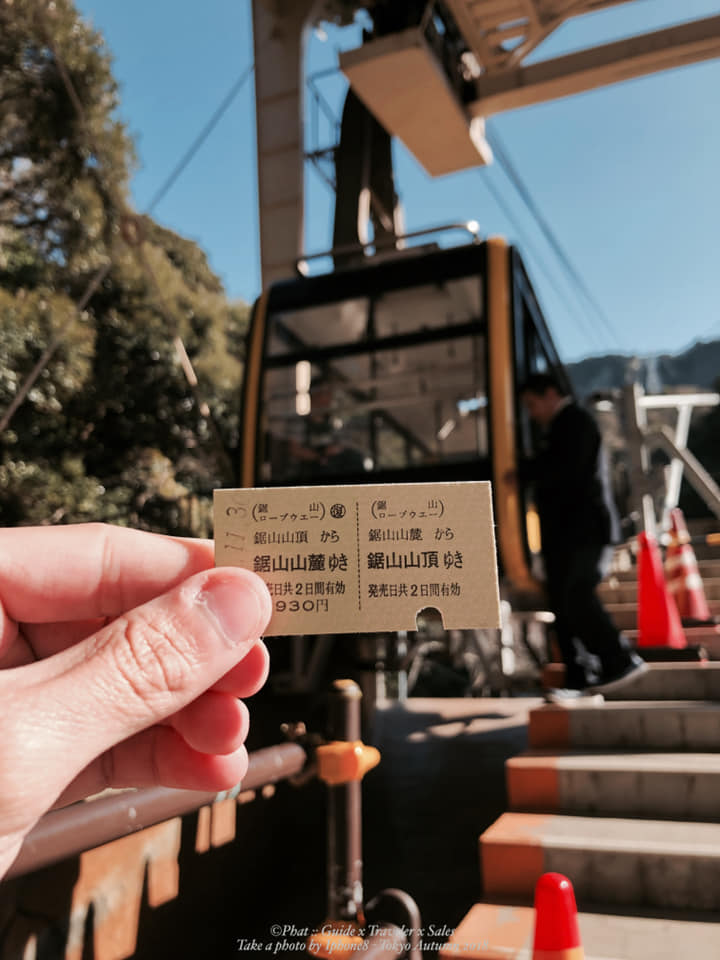 11.3
(鋸山ロープウエー) 復
鋸山山頂 から
鋸山山麓ゆき
発売日共2日間有効
930円
(鋸山ロープウエー)
鋸山山麓 から
鋸山山頂ゆき
発売日共2日間有効
©Phat :: Guide x Traveler x Sales
Take a photo by Iphone8 - Tokyo Autumn